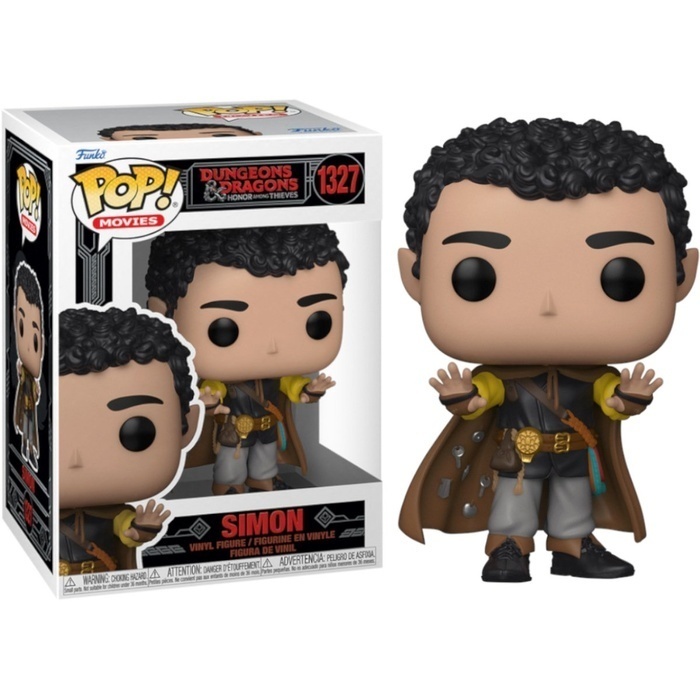 Funko
POP!
MOVIES
DUNGEONS
& DRAGONS
HONOR AMONG THIEVES
1327
SIMON
VINYL FIGURE / FIGURINE EN VINYLE
FIGURA DE VINIL
WARNING: CHOKING HAZARD.
ATTENTION: DANGER D'ÉTOUFFEMENT.
ADVERTENCIA: PELIGRO DE ASFIXIA.